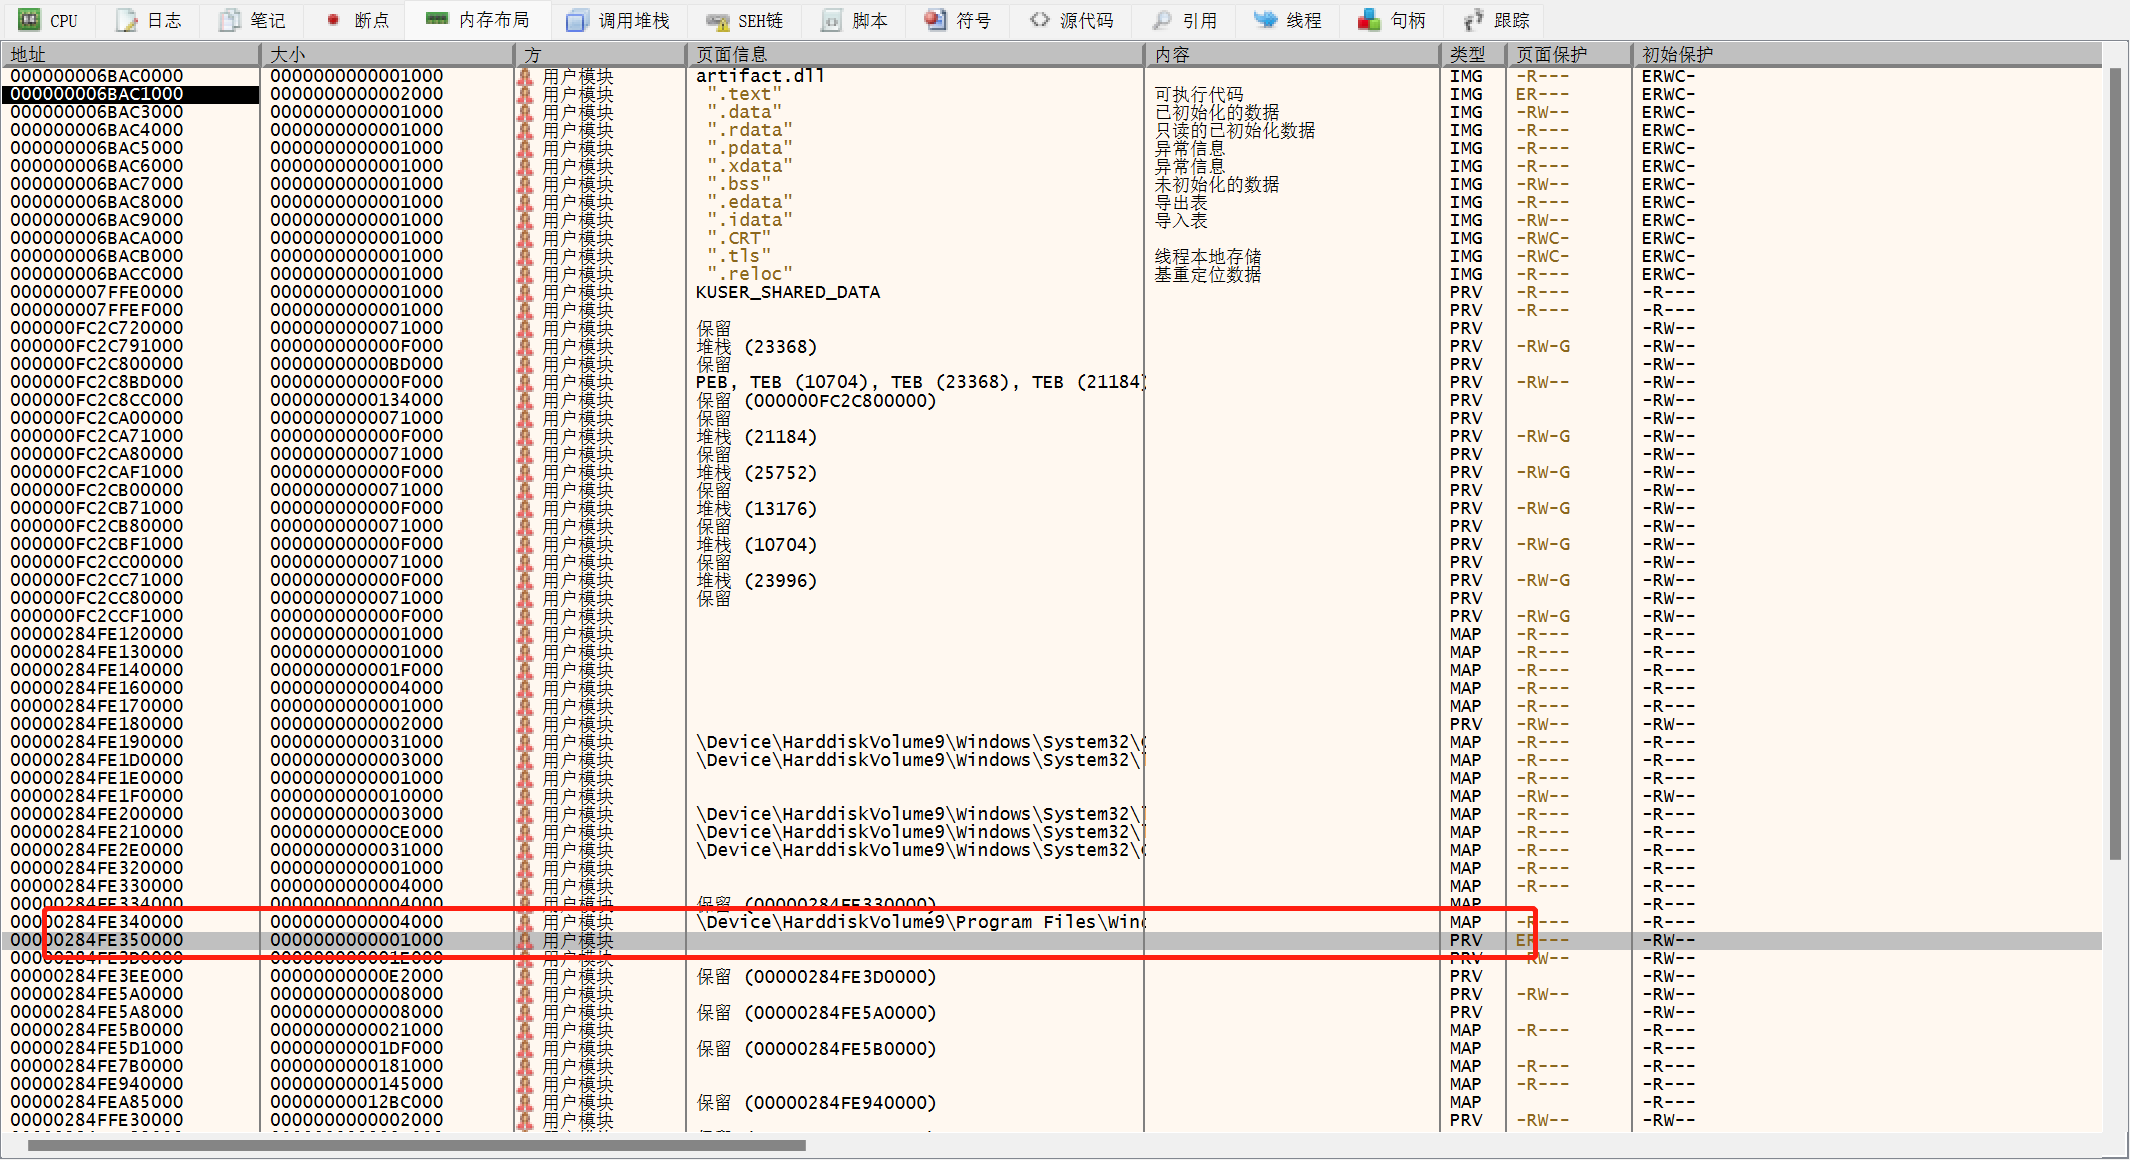 CPU 日志 笔记 断点 内存布局 调用堆栈 SEH链 脚本 符号 源代码 引用 线程 句柄 跟踪
地址 大小 方 页面信息 内容 类型 页面保护 初始保护
000000006BAC0000 0000000000001000 用户模块 artifact.dll IMG -R--- ERWC-
000000006BAC1000 0000000000002000 用户模块 ".text" 可执行代码 IMG ER--- ERWC-
000000006BAC3000 0000000000001000 用户模块 ".data" 已初始化的数据 IMG -RW-- ERWC-
000000006BAC4000 0000000000001000 用户模块 ".rdata" 只读的已初始化数据 IMG -R--- ERWC-
000000006BAC5000 0000000000001000 用户模块 ".pdata" 异常信息 IMG -R--- ERWC-
000000006BAC6000 0000000000001000 用户模块 ".xdata" 异常信息 IMG -R--- ERWC-
000000006BAC7000 0000000000001000 用户模块 ".bss" 未初始化的数据 IMG -RW-- ERWC-
000000006BAC8000 0000000000001000 用户模块 ".edata" 导出表 IMG -R--- ERWC-
000000006BAC9000 0000000000001000 用户模块 ".idata" 导入表 IMG -RW-- ERWC-
000000006BACA000 0000000000001000 用户模块 ".CRT" IMG -RWC- ERWC-
000000006BACB000 0000000000001000 用户模块 ".tls" 线程本地存储 IMG -RWC- ERWC-
000000006BACC000 0000000000001000 用户模块 ".reloc" 基重定位数据 IMG -R--- ERWC-
000000007FFE0000 0000000000001000 用户模块 KUSER_SHARED_DATA PRV -R--- -R---
000000007FFEF000 0000000000001000 用户模块 PRV -R--- -R---
000000FC2C720000 0000000000071000 用户模块 保留 PRV -RW--
000000FC2C791000 000000000000F000 用户模块 堆栈 (23368) PRV -RW-G -RW--
000000FC2C800000 00000000000BD000 用户模块 保留 PRV -RW--
000000FC2C8BD000 000000000000F000 用户模块 PEB, TEB (10704), TEB (23368), TEB (21184) PRV -RW-- -RW--
000000FC2C8CC000 0000000000134000 用户模块 保留 (000000FC2C800000) PRV -RW--
000000FC2CA00000 0000000000071000 用户模块 保留 PRV -RW--
000000FC2CA71000 000000000000F000 用户模块 堆栈 (21184) PRV -RW-G -RW--
000000FC2CA80000 0000000000071000 用户模块 保留 PRV -RW--
000000FC2CAF1000 000000000000F000 用户模块 堆栈 (25752) PRV -RW-G -RW--
000000FC2CB00000 0000000000071000 用户模块 保留 PRV -RW--
000000FC2CB71000 000000000000F000 用户模块 堆栈 (13176) PRV -RW-G -RW--
000000FC2CB80000 0000000000071000 用户模块 保留 PRV -RW--
000000FC2CBF1000 000000000000F000 用户模块 堆栈 (10704) PRV -RW-G -RW--
000000FC2CC00000 0000000000071000 用户模块 保留 PRV -RW--
000000FC2CC71000 000000000000F000 用户模块 堆栈 (23996) PRV -RW-G -RW--
000000FC2CC80000 0000000000071000 用户模块 保留 PRV -RW--
000000FC2CCF1000 000000000000F000 用户模块 PRV -RW-G -RW--
00000284FE120000 0000000000001000 用户模块 MAP -R--- -R---
00000284FE130000 0000000000001000 用户模块 MAP -R--- -R---
00000284FE140000 000000000001F000 用户模块 MAP -R--- -R---
00000284FE160000 0000000000004000 用户模块 MAP -R--- -R---
00000284FE170000 0000000000001000 用户模块 MAP -R--- -R---
00000284FE180000 0000000000002000 用户模块 PRV -RW-- -RW--
00000284FE190000 0000000000031000 用户模块 \Device\HarddiskVolume9\Windows\System32\ MAP -R--- -R---
00000284FE1D0000 0000000000003000 用户模块 \Device\HarddiskVolume9\Windows\System32\ MAP -R--- -R---
00000284FE1E0000 0000000000001000 用户模块 MAP -R--- -R---
00000284FE1F0000 0000000000010000 用户模块 MAP -RW-- -RW--
00000284FE200000 0000000000003000 用户模块 \Device\HarddiskVolume9\Windows\System32\ MAP -R--- -R---
00000284FE210000 00000000000CE000 用户模块 \Device\HarddiskVolume9\Windows\System32\ MAP -R--- -R---
00000284FE2E0000 0000000000031000 用户模块 \Device\HarddiskVolume9\Windows\System32\ MAP -R--- -R---
00000284FE320000 0000000000001000 用户模块 MAP -R--- -R---
00000284FE330000 0000000000004000 用户模块 MAP -R--- -R---
00000284FE334000 0000000000004000 用户模块 保留 (00000284FE330000) MAP -R---
00000284FE340000 0000000000004000 用户模块 \Device\HarddiskVolume9\Program Files\Wind MAP -R--- -R---
00000284FE350000 0000000000001000 用户模块 PRV ER--- -RW--
00000284FE3D0000 000000000001E000 用户模块 PRV -RW-- -RW--
00000284FE3EE000 00000000000E2000 用户模块 保留 (00000284FE3D0000) PRV -RW--
00000284FE5A0000 0000000000008000 用户模块 PRV -RW-- -RW--
00000284FE5A8000 0000000000008000 用户模块 保留 (00000284FE5A0000) PRV -RW--
00000284FE5B0000 0000000000021000 用户模块 MAP -R--- -R---
00000284FE5D1000 00000000001DF000 用户模块 保留 (00000284FE5B0000) MAP -R---
00000284FE7B0000 0000000000181000 用户模块 MAP -R--- -R---
00000284FE940000 0000000000145000 用户模块 MAP -R--- -R---
00000284FEA85000 00000000012BC000 用户模块 保留 (00000284FE940000) MAP -R---
00000284FFE30000 0000000000002000 用户模块 PRV -RW-- -RW--